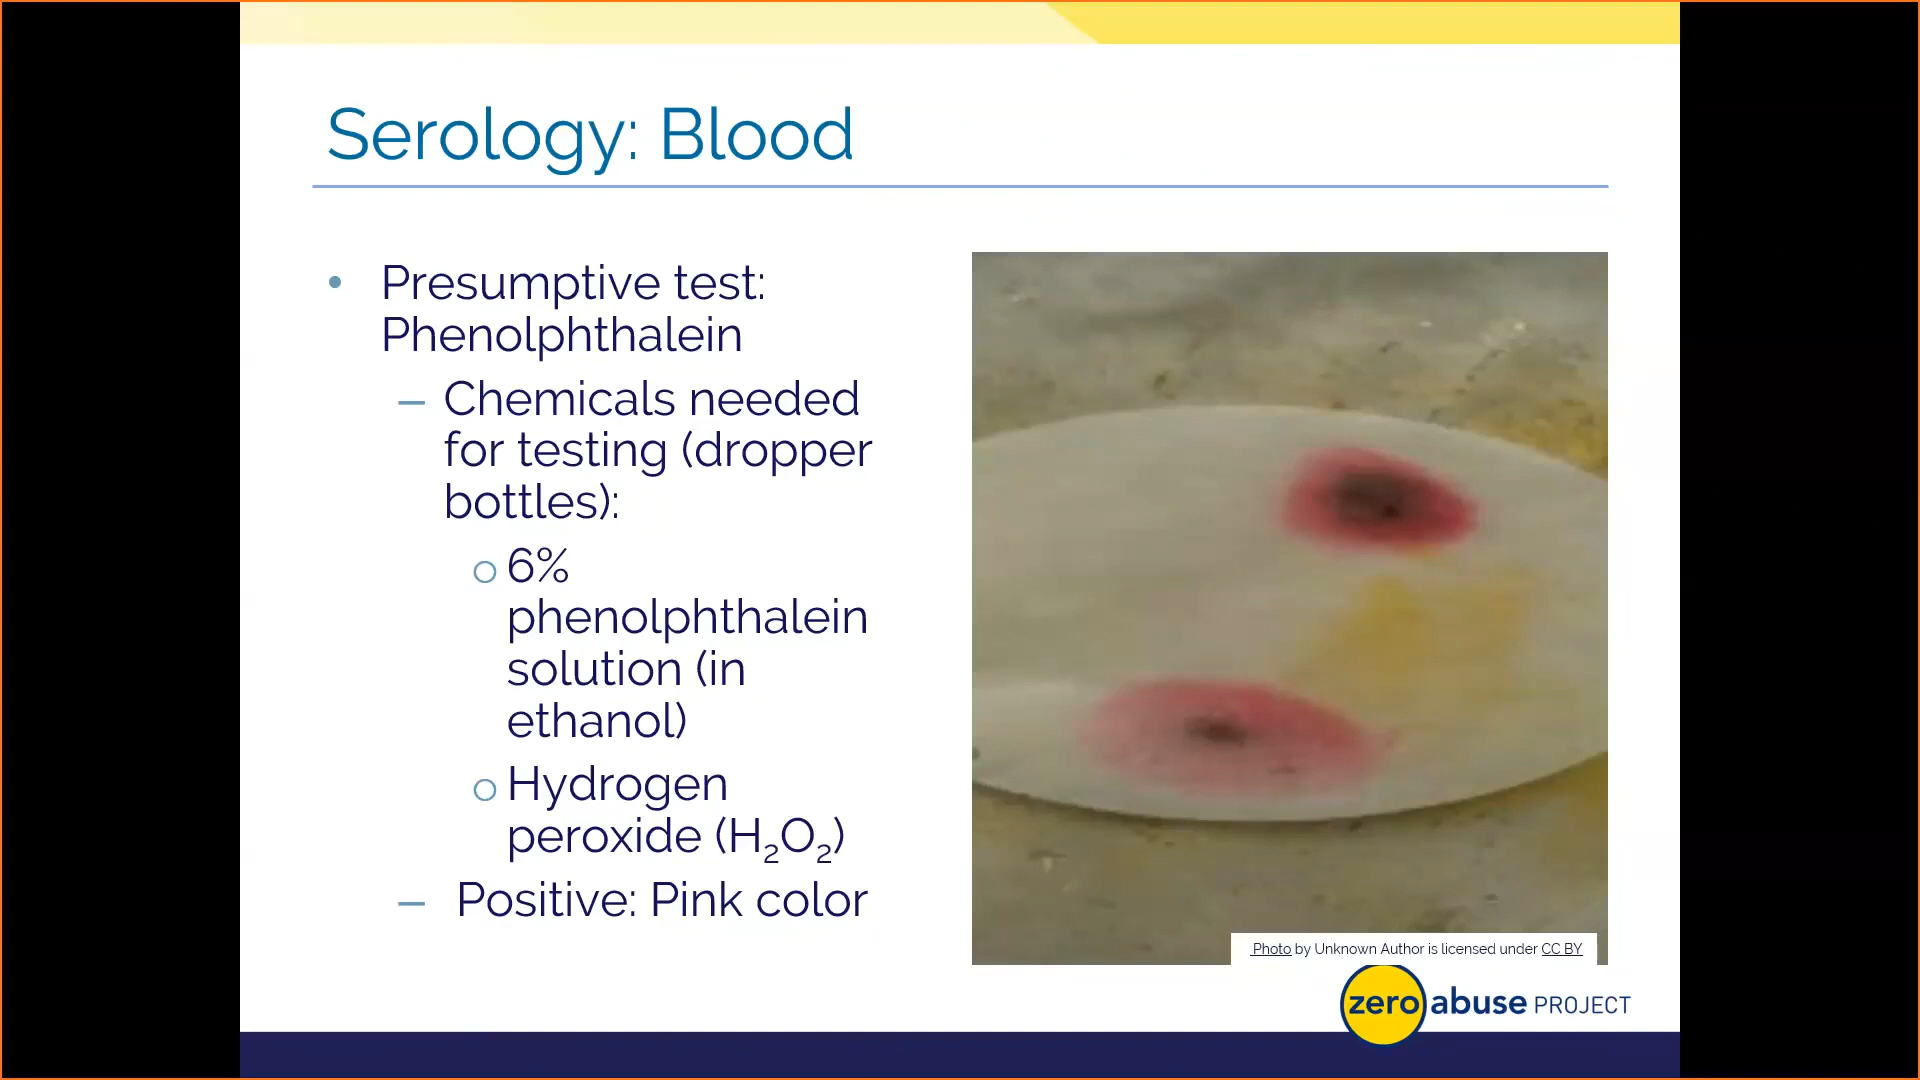 Serology: Blood
• Presumptive test:
Phenolphthalein
– Chemicals needed
for testing (dropper
bottles):
○ 6%
phenolphthalein
solution (in
ethanol)
○ Hydrogen
peroxide (H₂O₂)
– Positive: Pink color
Photo by Unknown Author is licensed under CC BY
zero abuse PROJECT